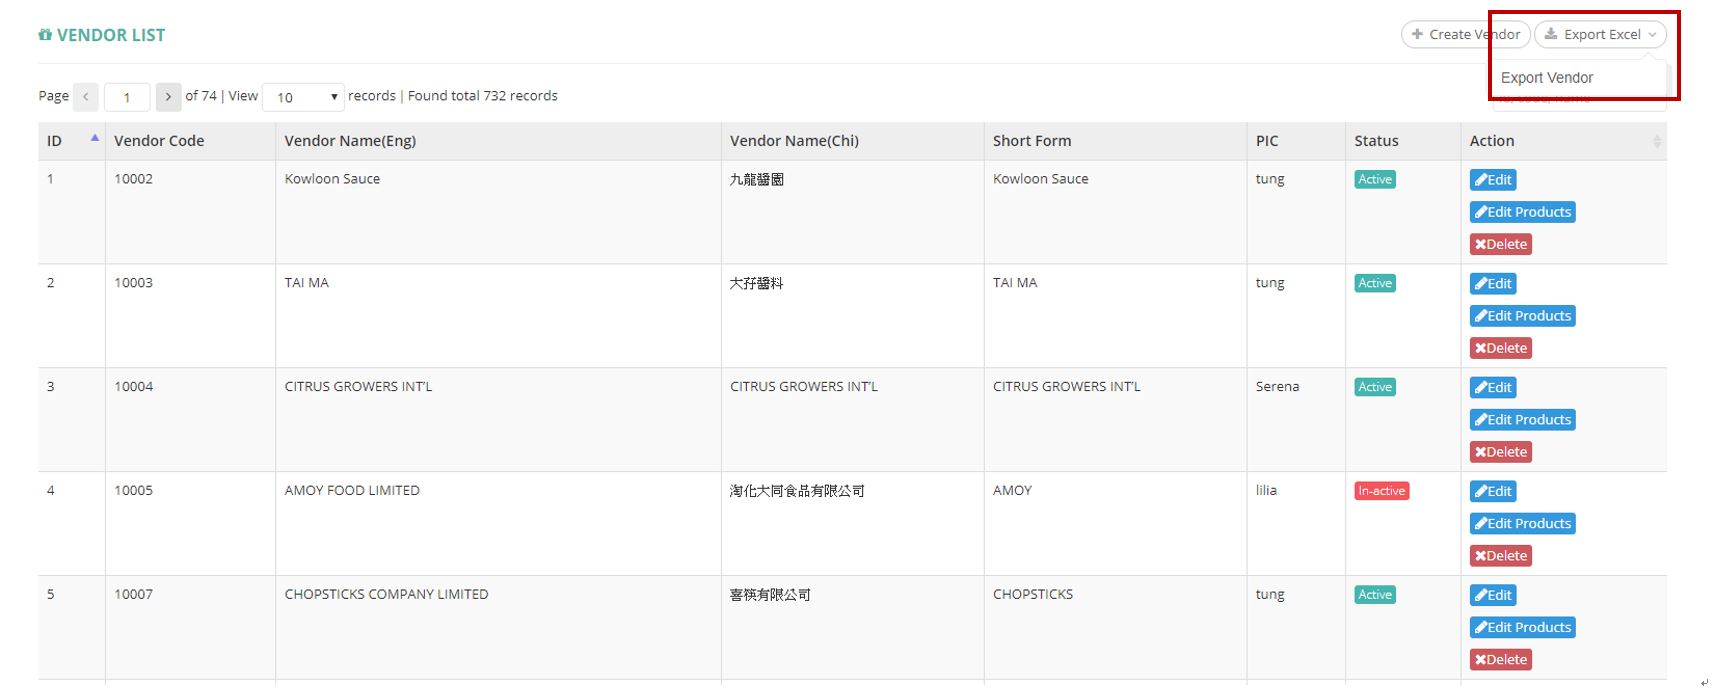 VENDOR LIST
Create Vendor Export Excel
Export Vendor
Page 1 of 74 | View 10 records | Found total 732 records
ID Vendor Code Vendor Name(Eng) Vendor Name(Chi) Short Form PIC Status Action
1 10002 Kowloon Sauce 九龍醬園 Kowloon Sauce tung Active Edit
Edit Products
Delete
2 10003 TAI MA 大孖醬料 TAI MA tung Active Edit
Edit Products
Delete
3 10004 CITRUS GROWERS INT'L CITRUS GROWERS INT'L CITRUS GROWERS INT'L Serena Active Edit
Edit Products
Delete
4 10005 AMOY FOOD LIMITED 淘化大同食品有限公司 AMOY lilia In-active Edit
Edit Products
Delete
5 10007 CHOPSTICKS COMPANY LIMITED 喜筷有限公司 CHOPSTICKS tung Active Edit
Edit Products
Delete